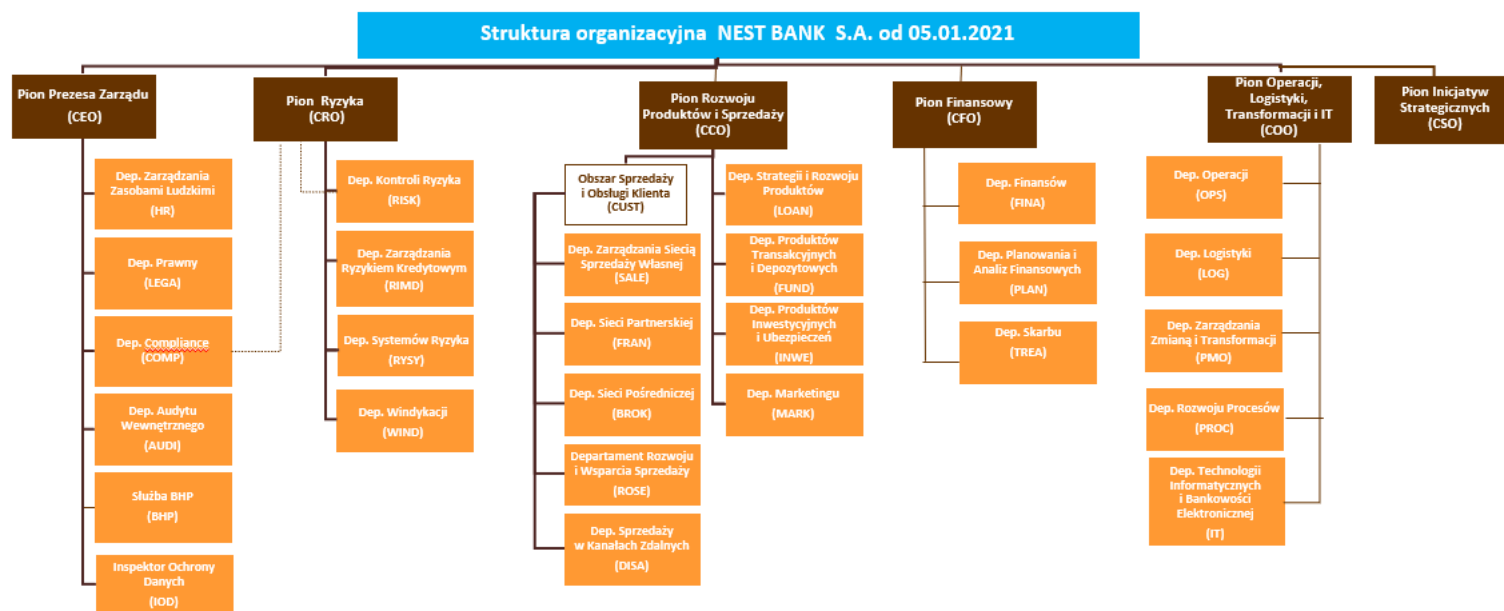 Struktura organizacyjna NEST BANK S.A. od 05.01.2021
Pion Prezesa Zarządu
(CEO)
Dep. Zarządzania
Zasobami Ludzkimi
(HR)
Dep. Prawny
(LEGA)
Dep. Compliance
(COMP)
Dep. Audytu
Wewnętrznego
(AUDI)
Służba BHP
(BHP)
Inspektor Ochrony
Danych
(IOD)
Pion Ryzyka
(CRO)
Dep. Kontroli Ryzyka
(RISK)
Dep. Zarządzania
Ryzykiem Kredytowym
(RIMD)
Dep. Systemów Ryzyka
(RYSY)
Dep. Windykacji
(WIND)
Pion Rozwoju
Produktów i Sprzedaży
(CCO)
Obszar Sprzedaży
i Obsługi Klienta
(CUST)
Dep. Zarządzania Siecią
Sprzedaży Własnej
(SALE)
Dep. Sieci Partnerskiej
(FRAN)
Dep. Sieci Pośredniczej
(BROK)
Departament Rozwoju
i Wsparcia Sprzedaży
(ROSE)
Dep. Sprzedaży
w Kanałach Zdalnych
(DISA)
Dep. Strategii i Rozwoju
Produktów
(LOAN)
Dep. Produktów
Transakcyjnych
i Depozytowych
(FUND)
Dep. Produktów
Inwestycyjnych
i Ubezpieczeń
(INWE)
Dep. Marketingu
(MARK)
Pion Finansowy
(CFO)
Dep. Finansów
(FINA)
Dep. Planowania i
Analiz Finansowych
(PLAN)
Dep. Skarbu
(TREA)
Pion Operacji,
Logistyki,
Transformacji i IT
(COO)
Dep. Operacji
(OPS)
Dep. Logistyki
(LOG)
Dep. Zarządzania
Zmianą i Transformacji
(PMO)
Dep. Rozwoju Procesów
(PROC)
Dep. Technologii
Informatycznych
i Bankowości
Elektronicznej
(IT)
Pion Inicjatyw
Strategicznych
(CSO)